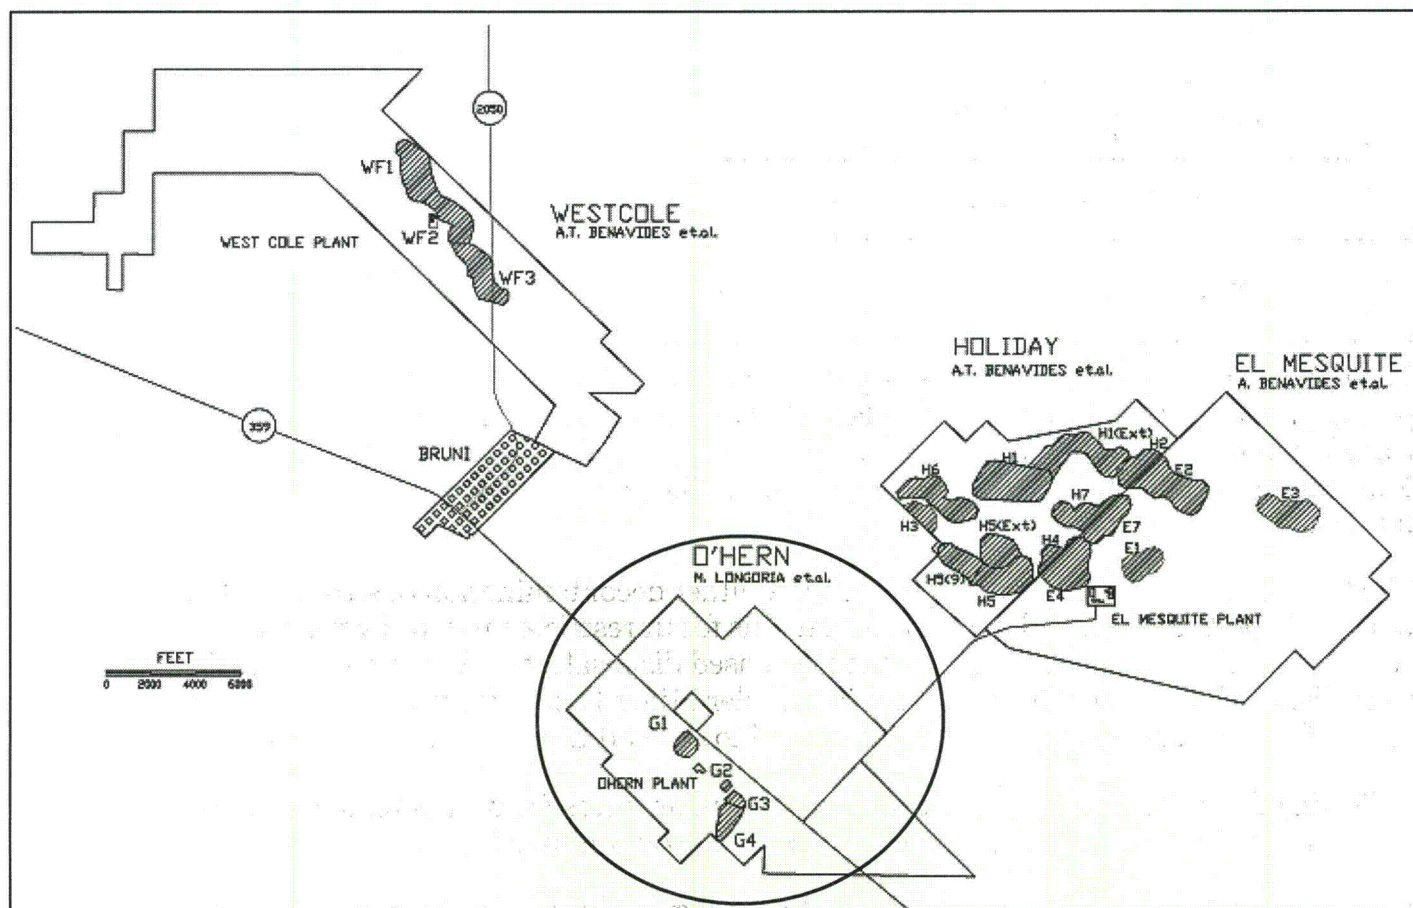 2050
WF1
WESTCOLE
A.T. BENAVIDES et.al.
WEST COLE PLANT
WF2
WF3
HOLIDAY
A.T. BENAVIDES et.al.
EL MESQUITE
A. BENAVIDES et.al.
359
BRUNI
H1(Ext)
H2
H1
H6
E2
H7
E3
H3
H5(Ext)
E7
H4
E1
H5(9)
H5
E4
EL MESQUITE PLANT
O'HERN
M. LONGORIA et.al.
FEET
0 2000 4000 6000
G1
G2
OHERN PLANT
G3
G4